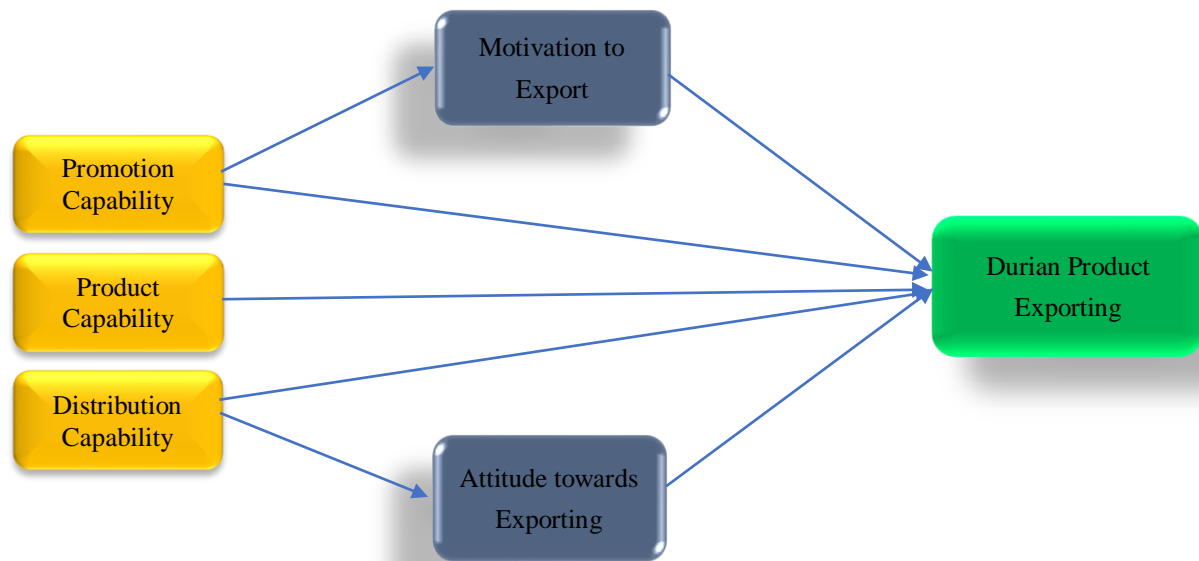 Motivation to
Export
Promotion
Capability
Product
Capability
Durian Product
Exporting
Distribution
Capability
Attitude towards
Exporting